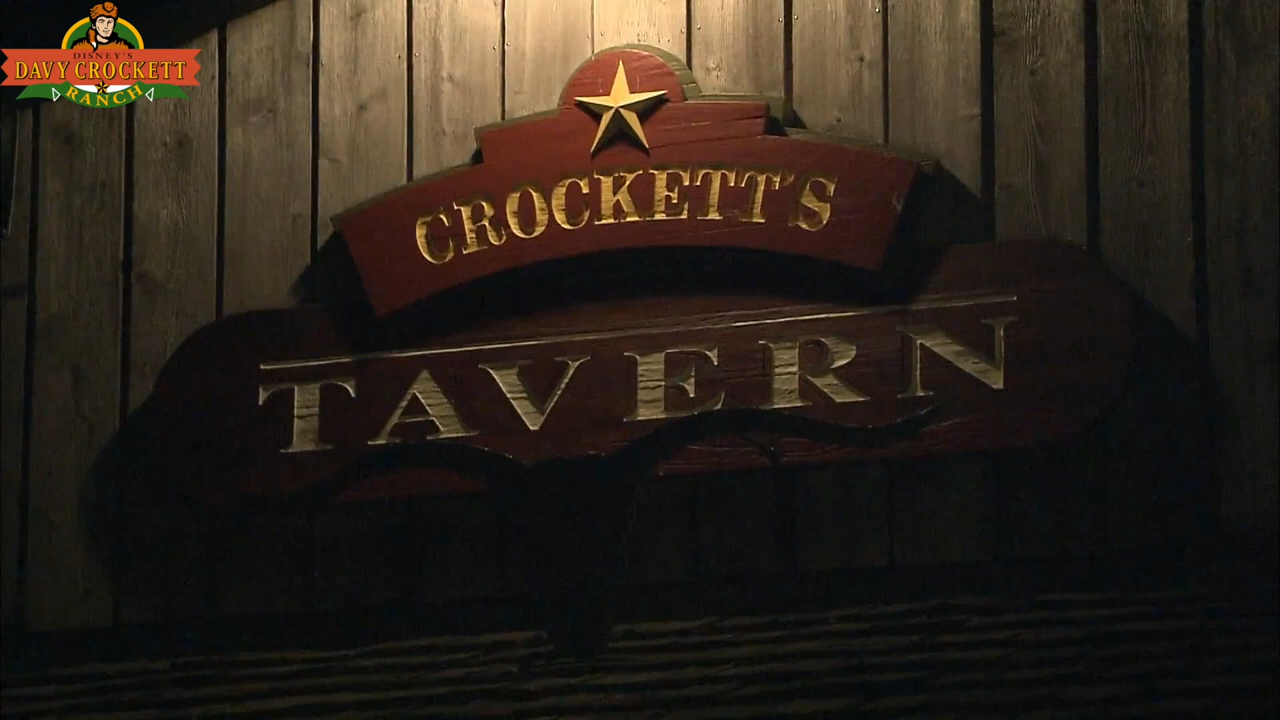 DISNEY'S
DAVY CROCKETT
RANCH
CROCKETT'S
TAVERN